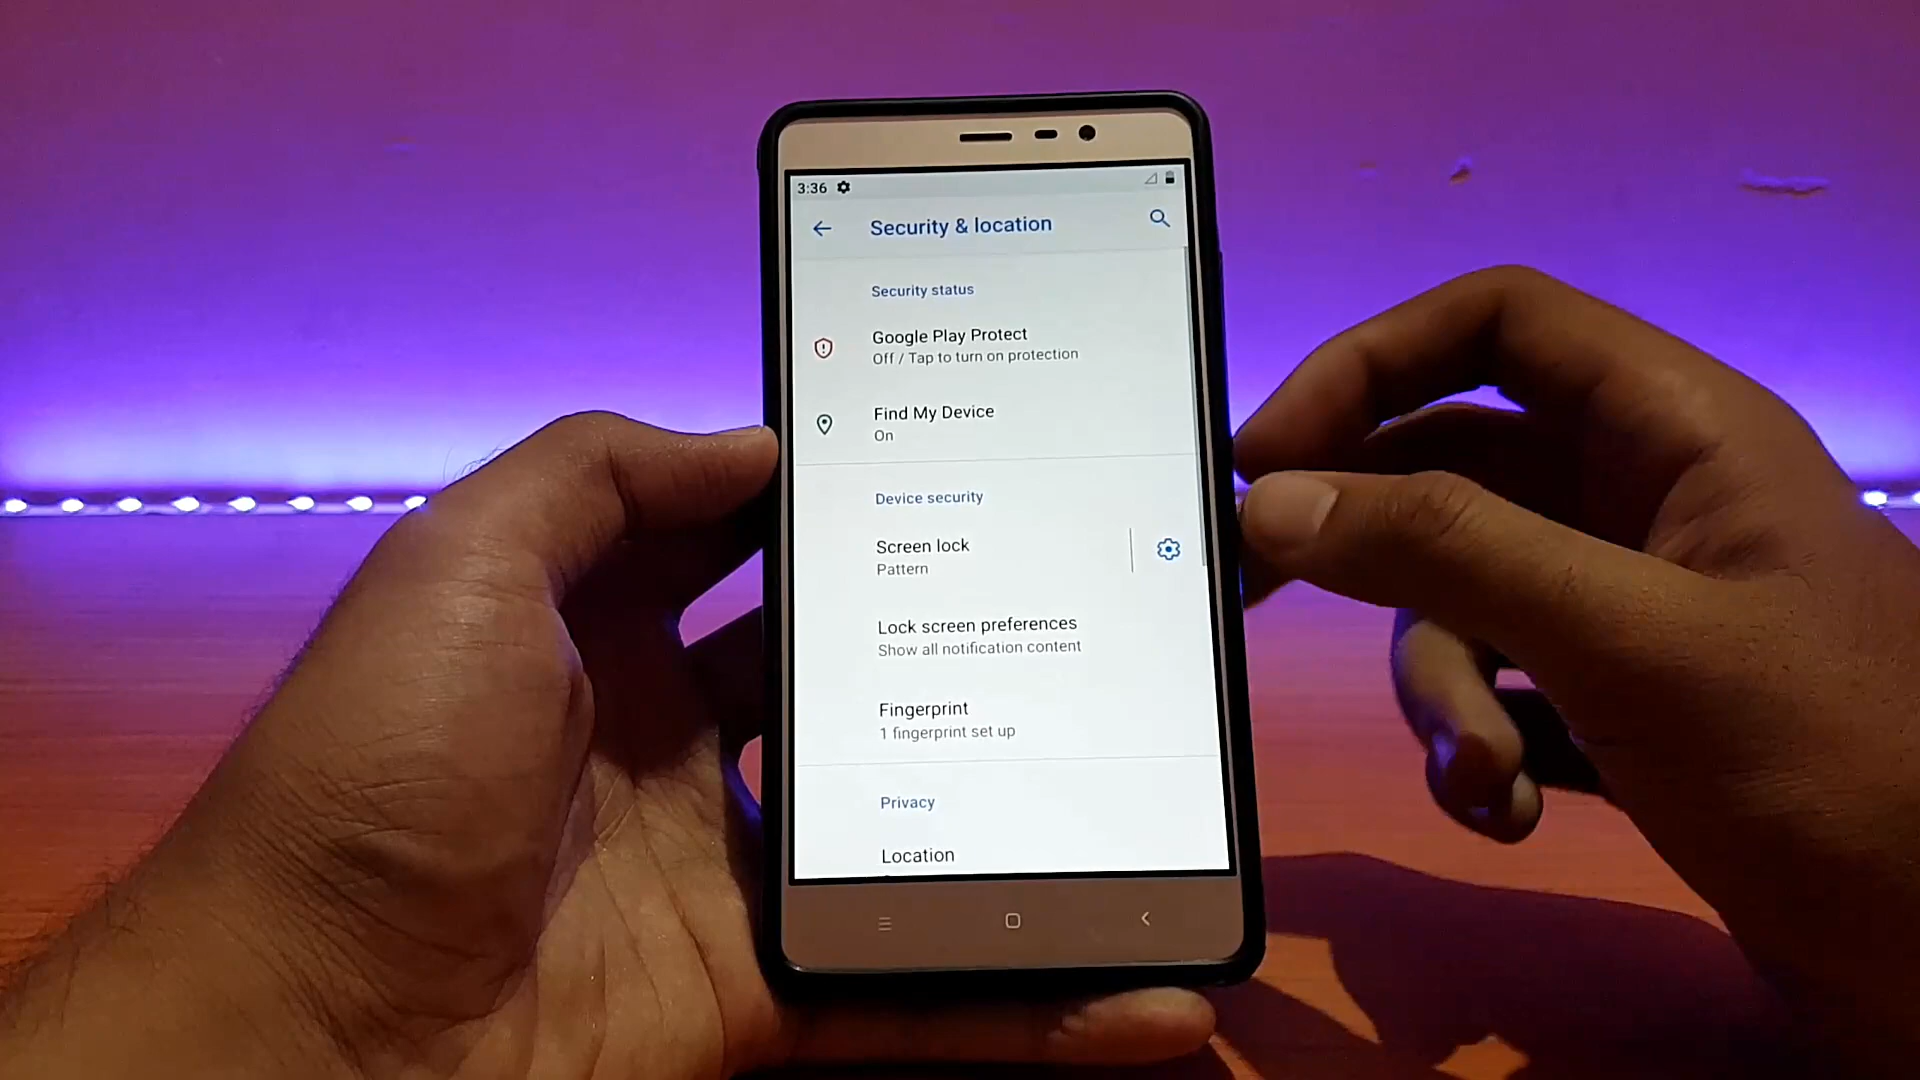 3:36
Security & location
Security status
Google Play Protect
Off / Tap to turn on protection
Find My Device
On
Device security
Screen lock
Pattern
Lock screen preferences
Show all notification content
Fingerprint
1 fingerprint set up
Privacy
Location